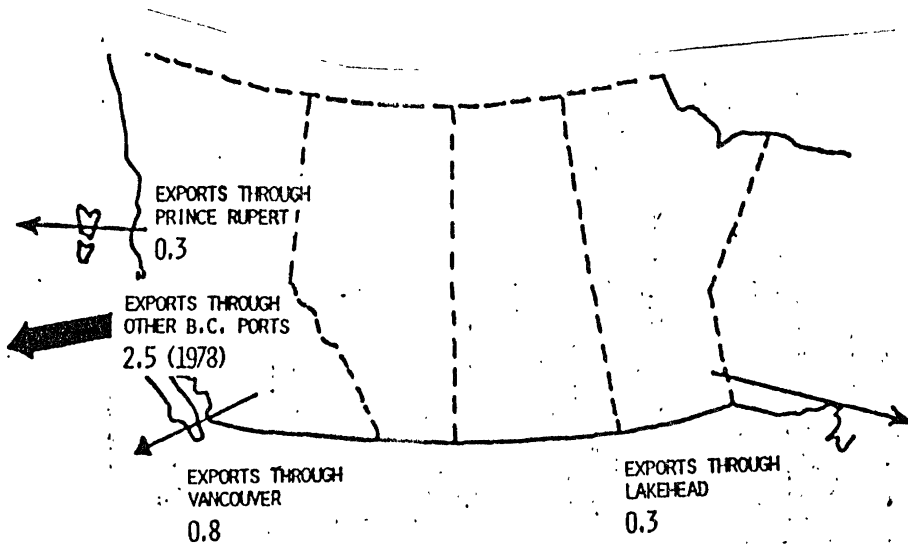 EXPORTS THROUGH
PRINCE RUPERT
0.3
EXPORTS THROUGH
OTHER B.C. PORTS
2.5 (1978)
EXPORTS THROUGH
VANCOUVER
0.8
EXPORTS THROUGH
LAKEHEAD
0.3